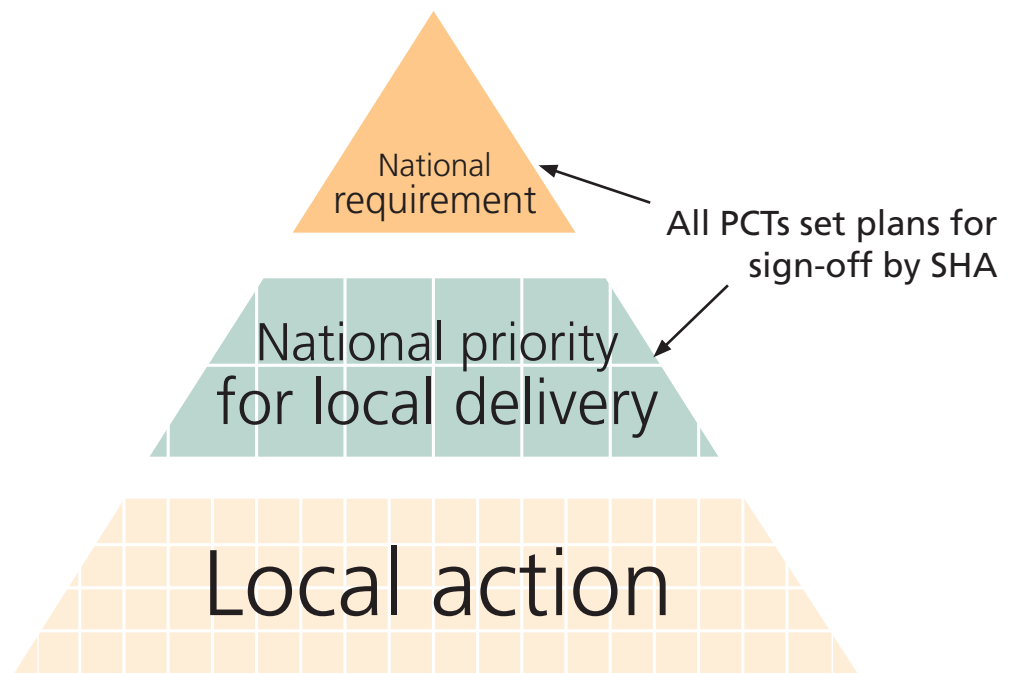 National
requirement
All PCTs set plans for
sign-off by SHA
National priority
for local delivery
Local action